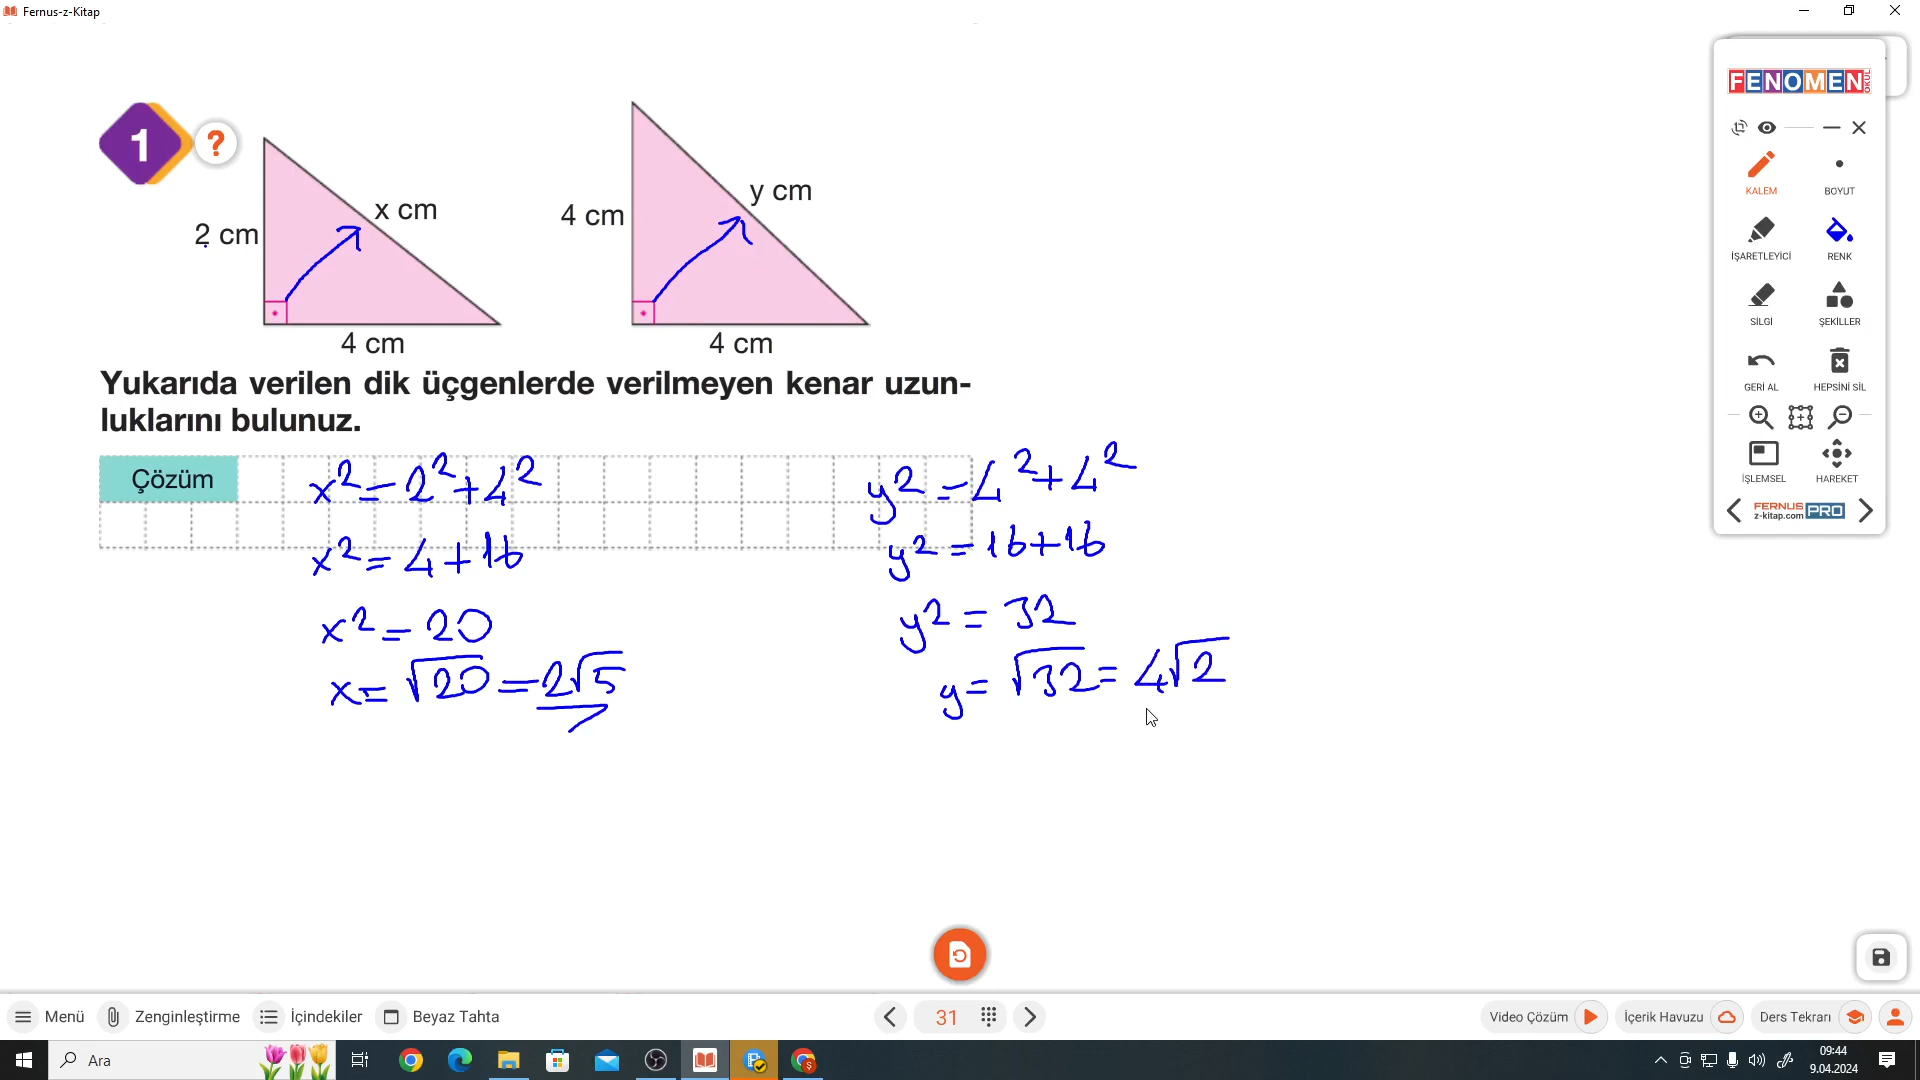 Fernus-z-Kitap
FENOMEN OKUL
1 ?
x cm
2 cm
4 cm
y cm
4 cm
4 cm
Yukarıda verilen dik üçgenlerde verilmeyen kenar uzun-
luklarını bulunuz.
Çözüm
x² = 2² + 4²
x² = 4 + 16
x² = 20
x = √20 = 2√5
y² = 4² + 4²
y² = 16 + 16
y² = 32
y = √32 = 4√2
KALEM BOYUT
İŞARETLEYİCİ RENK
SİLGİ ŞEKİLLER
GERİ AL HEPSİNİ SİL
İŞLEMSEL HAREKET
FERNUS z-kitap.com PRO
Menü Zenginleştirme İçindekiler Beyaz Tahta 31 Video Çözüm İçerik Havuzu Ders Tekrarı
Ara
09:44
9.04.2024